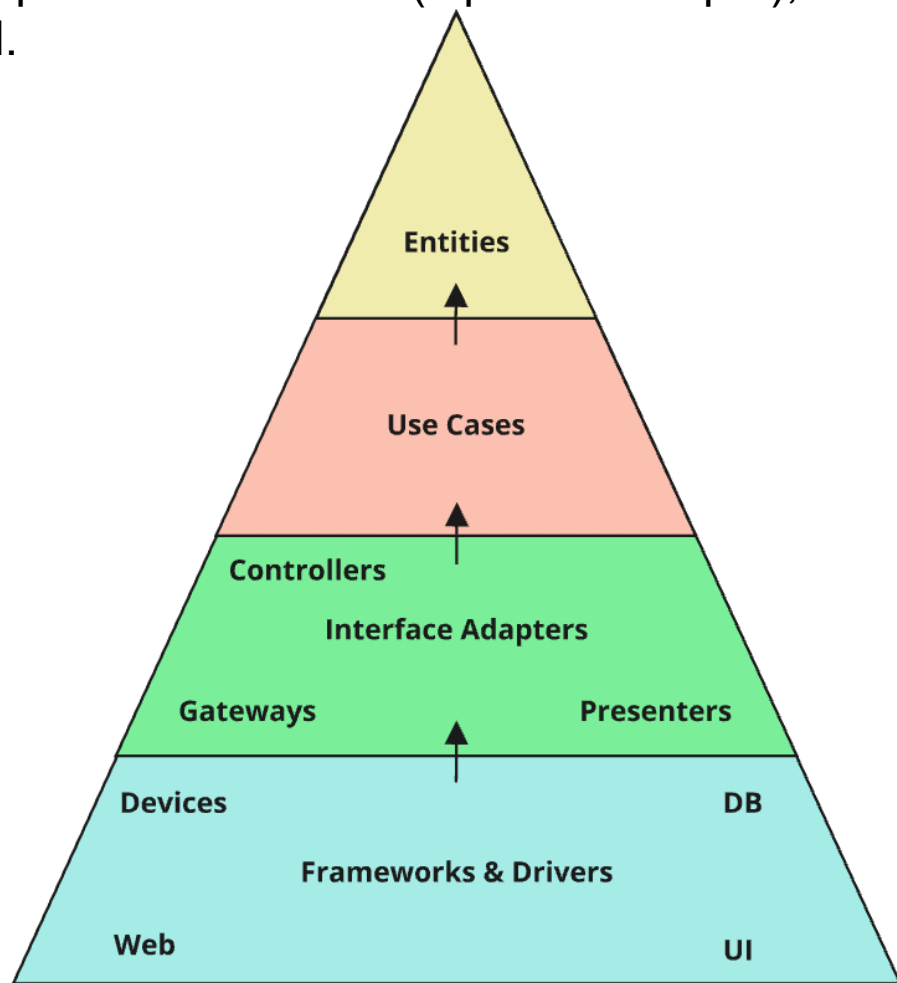 l.
Entities
Use Cases
Controllers
Interface Adapters
Gateways Presenters
Devices DB
Frameworks & Drivers
Web UI